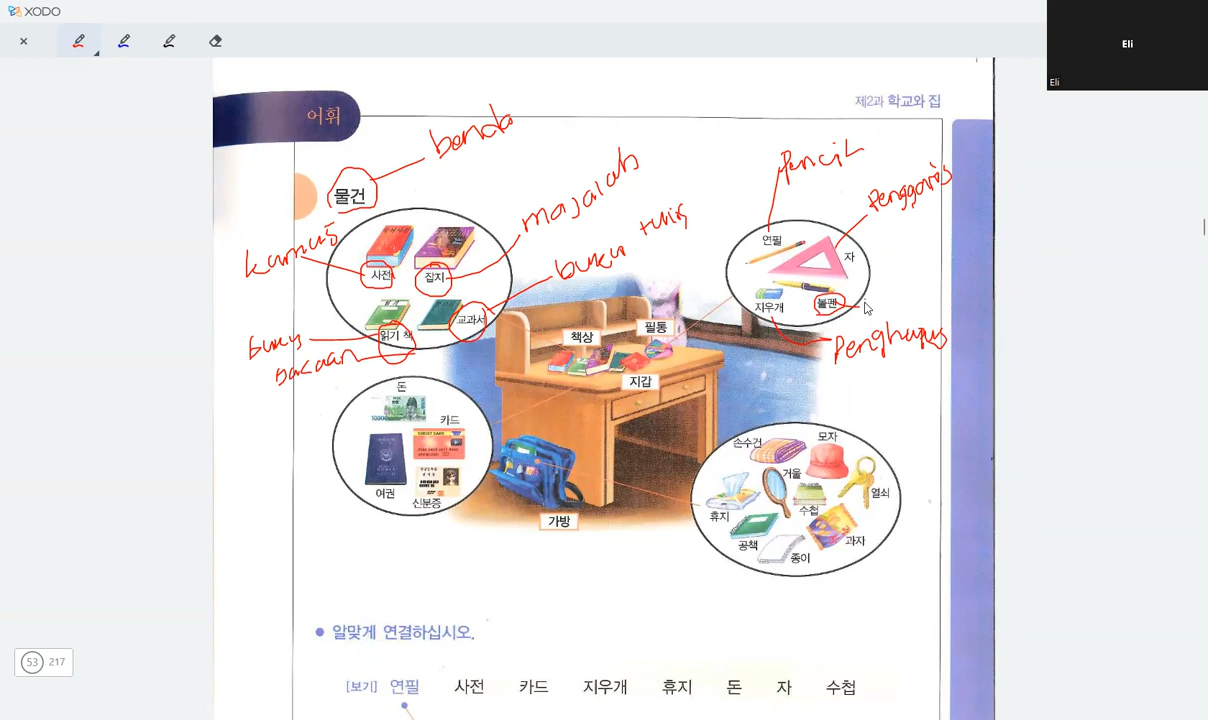 XODO
Eli
Eli
제2과 학교와 집
어휘
benda
물건
majalah
kamus
buku tulis
사전
잡지
읽기 책
교과서
buku
bacaan
Pencil
Penggaris
연필
자
지우개
볼펜
Penghapus
책상
필통
지갑
가방
돈
카드
CREDIT CARD
여권
신분증
손수건
모자
거울
열쇠
휴지
수첩
공책
과자
종이
알맞게 연결하십시오.
[보기] 연필 사전 카드 지우개 휴지 돈 자 수첩
53 217